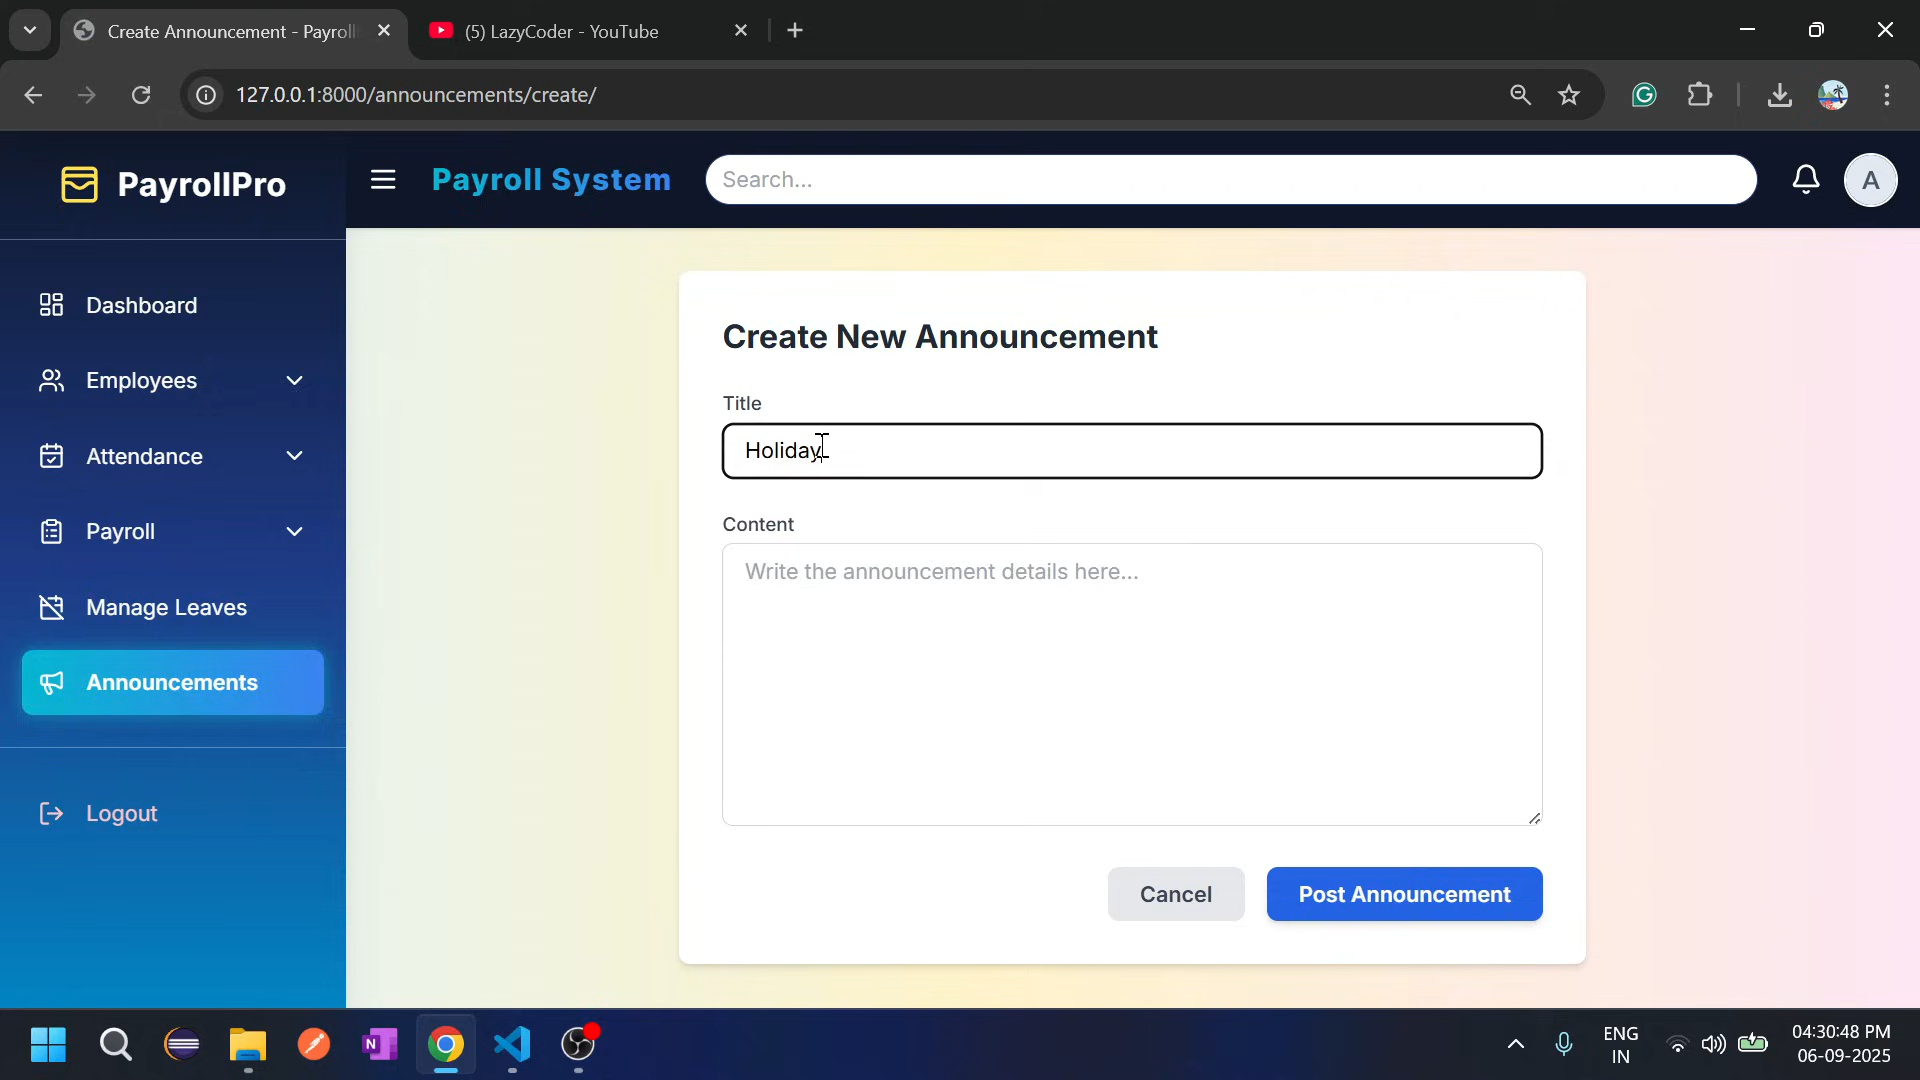 Create Announcement - Payroll
(5) LazyCoder - YouTube
127.0.0.1:8000/announcements/create/
PayrollPro
Payroll System
Search...
A
Dashboard
Employees
Attendance
Payroll
Manage Leaves
Announcements
Logout
Create New Announcement
Title
Holiday
Content
Write the announcement details here...
Cancel
Post Announcement
ENG
IN
04:30:48 PM
06-09-2025